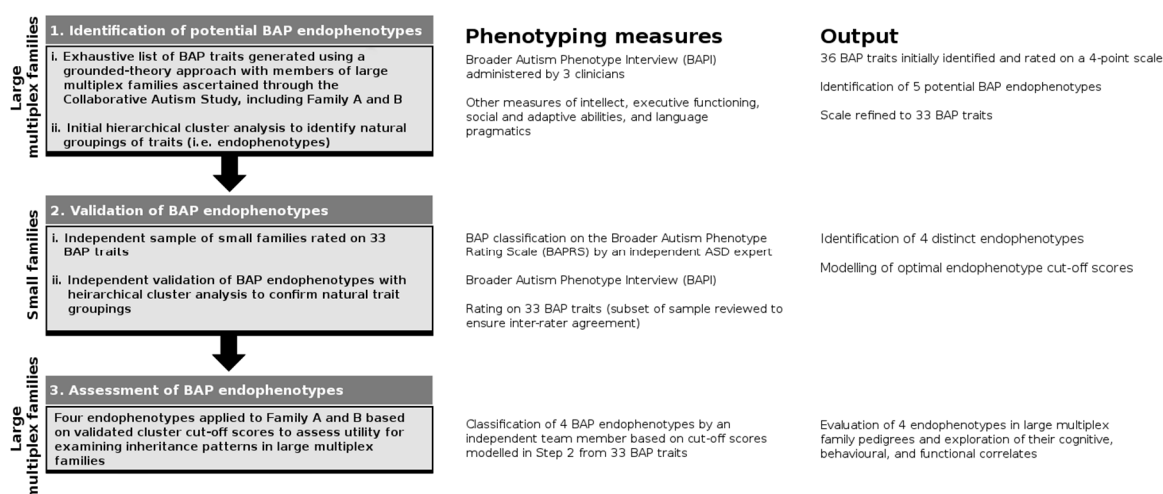 Large
multiplex families
1. Identification of potential BAP endophenotypes
i. Exhaustive list of BAP traits generated using a
grounded-theory approach with members of large
multiplex families ascertained through the
Collaborative Autism Study, including Family A and B
ii. Initial hierarchical cluster analysis to identify natural
groupings of traits (i.e. endophenotypes)
Phenotyping measures
Broader Autism Phenotype Interview (BAPI)
administered by 3 clinicians
Other measures of intellect, executive functioning,
social and adaptive abilities, and language
pragmatics
Output
36 BAP traits initially identified and rated on a 4-point scale
Identification of 5 potential BAP endophenotypes
Scale refined to 33 BAP traits
Small families
2. Validation of BAP endophenotypes
i. Independent sample of small families rated on 33
BAP traits
ii. Independent validation of BAP endophenotypes with
heirarchical cluster analysis to confirm natural trait
groupings
BAP classification on the Broader Autism Phenotype
Rating Scale (BAPRS) by an independent ASD expert
Broader Autism Phenotype Interview (BAPI)
Rating on 33 BAP traits (subset of sample reviewed to
ensure inter-rater agreement)
Identification of 4 distinct endophenotypes
Modelling of optimal endophenotype cut-off scores
Large
multiplex families
3. Assessment of BAP endophenotypes
Four endophenotypes applied to Family A and B based
on validated cluster cut-off scores to assess utility for
examining inheritance patterns in large multiplex
families
Classification of 4 BAP endophenotypes by an
independent team member based on cut-off scores
modelled in Step 2 from 33 BAP traits
Evaluation of 4 endophenotypes in large multiplex
family pedigrees and exploration of their cognitive,
behavioural, and functional correlates